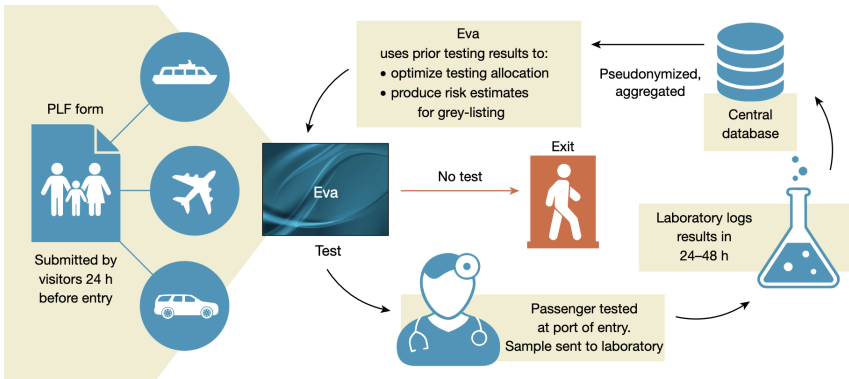 PLF form
Submitted by
visitors 24 h
before entry
Eva
uses prior testing results to:
• optimize testing allocation
• produce risk estimates
for grey-listing
Eva
Test
No test
Exit
Passenger tested
at port of entry.
Sample sent to laboratory
Laboratory logs
results in
24–48 h
Central
database
Pseudonymized,
aggregated